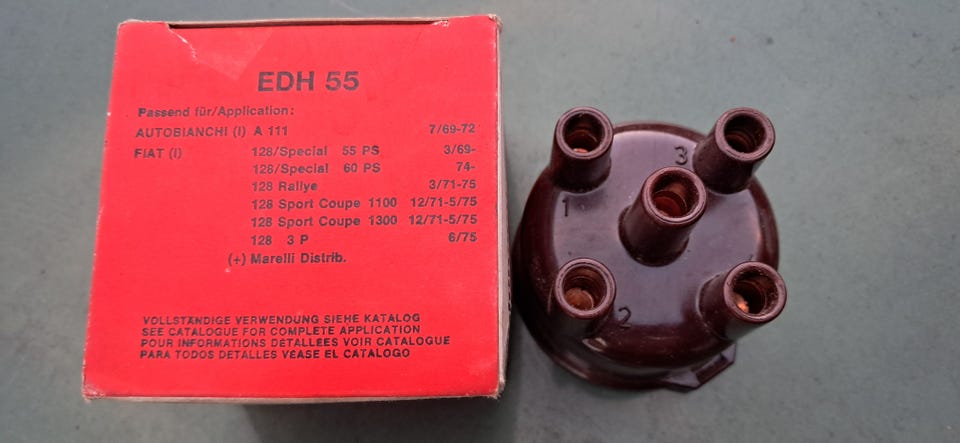 EDH 55
Passend für/Application:
AUTOBIANCHI (I) A 111 7/69-72
FIAT (I) 128/Special 55 PS 3/69-
128/Special 60 PS 74-
128 Rallye 3/71-75
128 Sport Coupe 1100 12/71-5/75
128 Sport Coupe 1300 12/71-5/75
128 3 P 6/75
(+) Marelli Distrib.
VOLLSTÄNDIGE VERWENDUNG SIEHE KATALOG
SEE CATALOGUE FOR COMPLETE APPLICATION
POUR INFORMATIONS DÉTAILLEES VOIR CATALOGUE
PARA TODOS DETALLES VÉASE EL CATALOGO
3
1
2